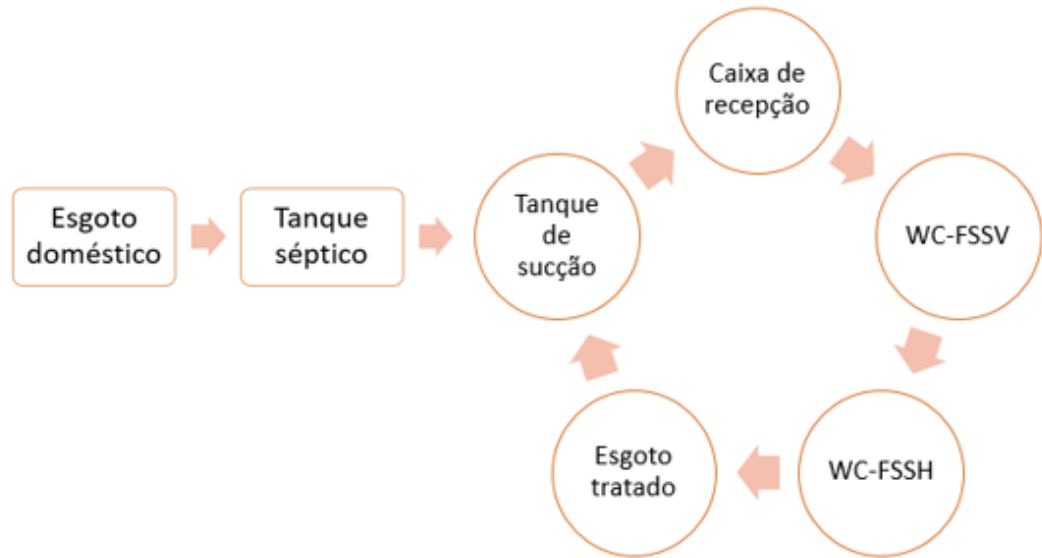 Esgoto
doméstico
Tanque
séptico
Tanque
de
sucção
Caixa de
recepção
WC-FSSV
WC-FSSH
Esgoto
tratado